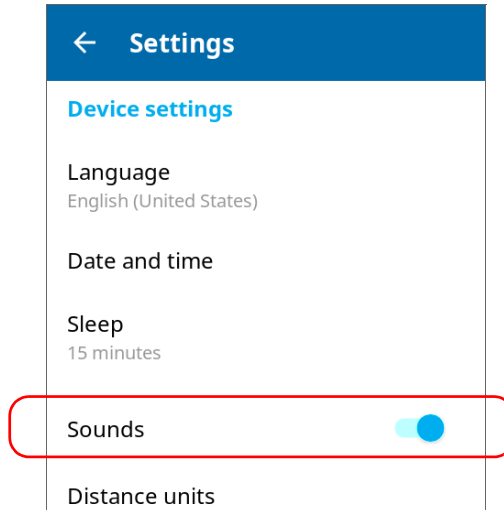 Settings
Device settings
Language
English (United States)
Date and time
Sleep
15 minutes
Sounds
Distance units